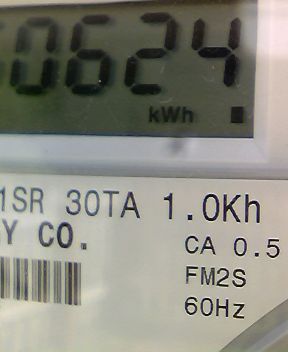 0624
kWh
1SR 30TA 1.0Kh
Y CO.
CA 0.5
FM2S
60Hz